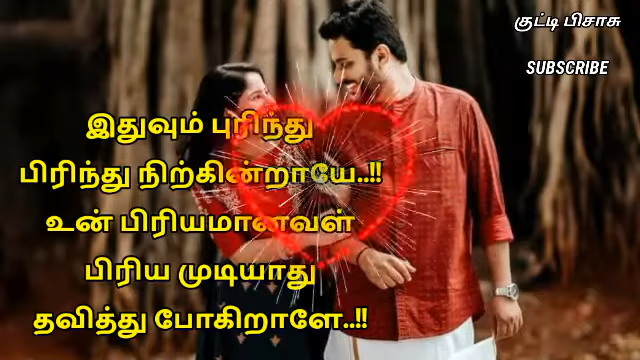 குட்டி பிசாசு
SUBSCRIBE
இதுவும் புரிந்து
பிரிந்து நிற்கின்றாயே..!!
உன் பிரியமானவள்
பிரிய முடியாது
தவித்து போகிறாளே..!!